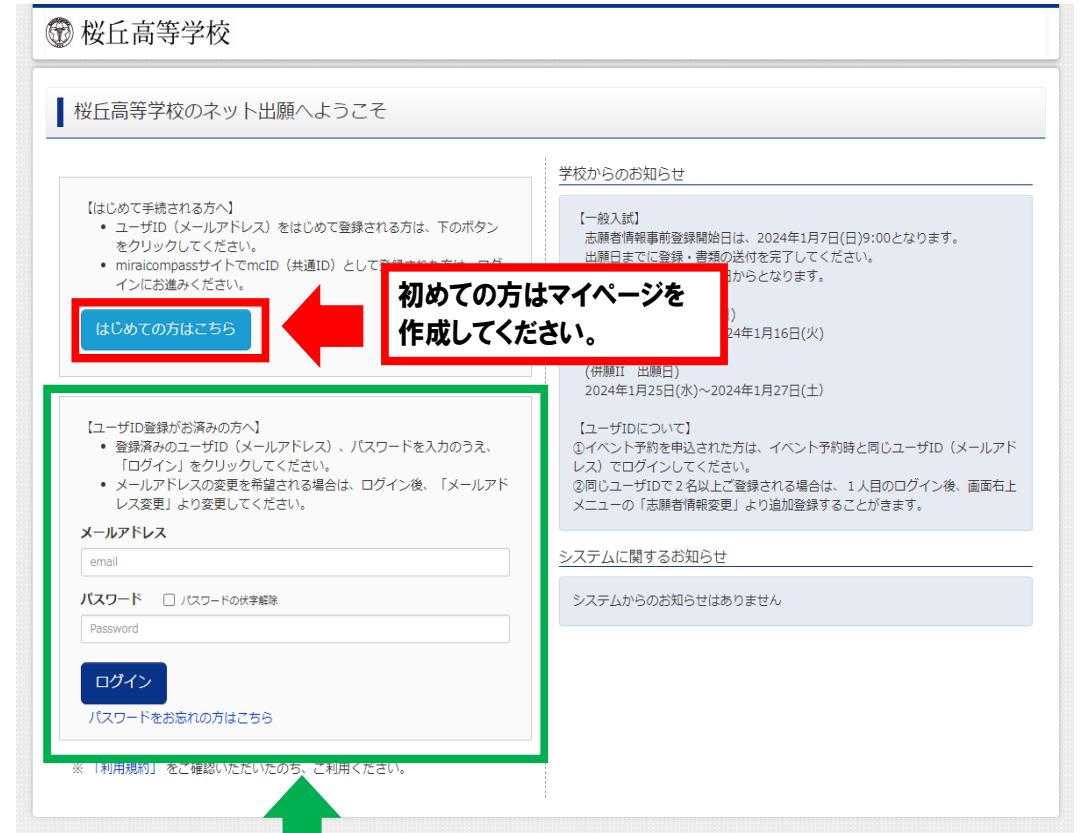 桜丘高等学校
桜丘高等学校のネット出願へようこそ
【はじめて手続される方へ】
• ユーザID(メールアドレス)をはじめて登録される方は、下のボタン
をクリックしてください。
• miraicompassサイトでmcID(共通ID)として
インにお進みください。
はじめての方はこちら
初めての方はマイページを
作成してください。
【ユーザID登録がお済みの方へ】
• 登録済みのユーザID(メールアドレス)、パスワードを入力のうえ、
「ログイン」をクリックしてください。
• メールアドレスの変更を希望される場合は、ログイン後、「メールアド
レス変更」より変更してください。
メールアドレス
email
パスワード パスワードの伏字解除
Password
ログイン
パスワードをお忘れの方はこちら
※ 「利用規約」 をご確認いただいたのち、ご利用ください。
学校からのお知らせ
【一般入試】
志願者情報事前登録開始日は、2024年1月7日(日)9:00となります。
出願日までに登録・書類の送付を完了してください。
日からとなります。
)
24年1月16日(火)
(併願II 出願日)
2024年1月25日(水)~2024年1月27日(土)
【ユーザIDについて】
①イベント予約を申込された方は、イベント予約時と同じユーザID(メールアド
レス)でログインしてください。
②同じユーザIDで2名以上ご登録される場合は、1人目のログイン後、画面右上
メニューの「志願者情報変更」より追加登録することがきます。
システムに関するお知らせ
システムからのお知らせはありません